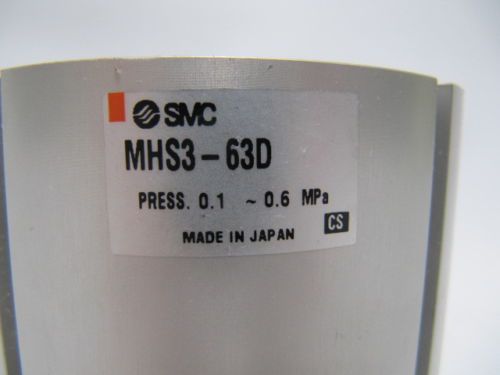 SMC
MHS3-63D
PRESS. 0.1 ~ 0.6 MPa
CS
MADE IN JAPAN